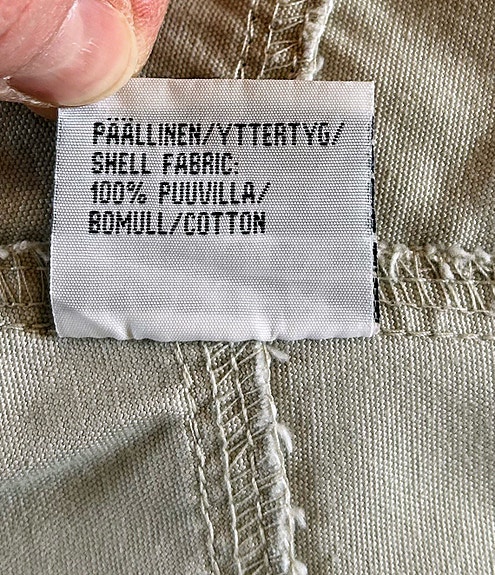 PÄÄLLINEN/YTTERTYG/
SHELL FABRIC:
100% PUUVILLA/
BOMULL/COTTON